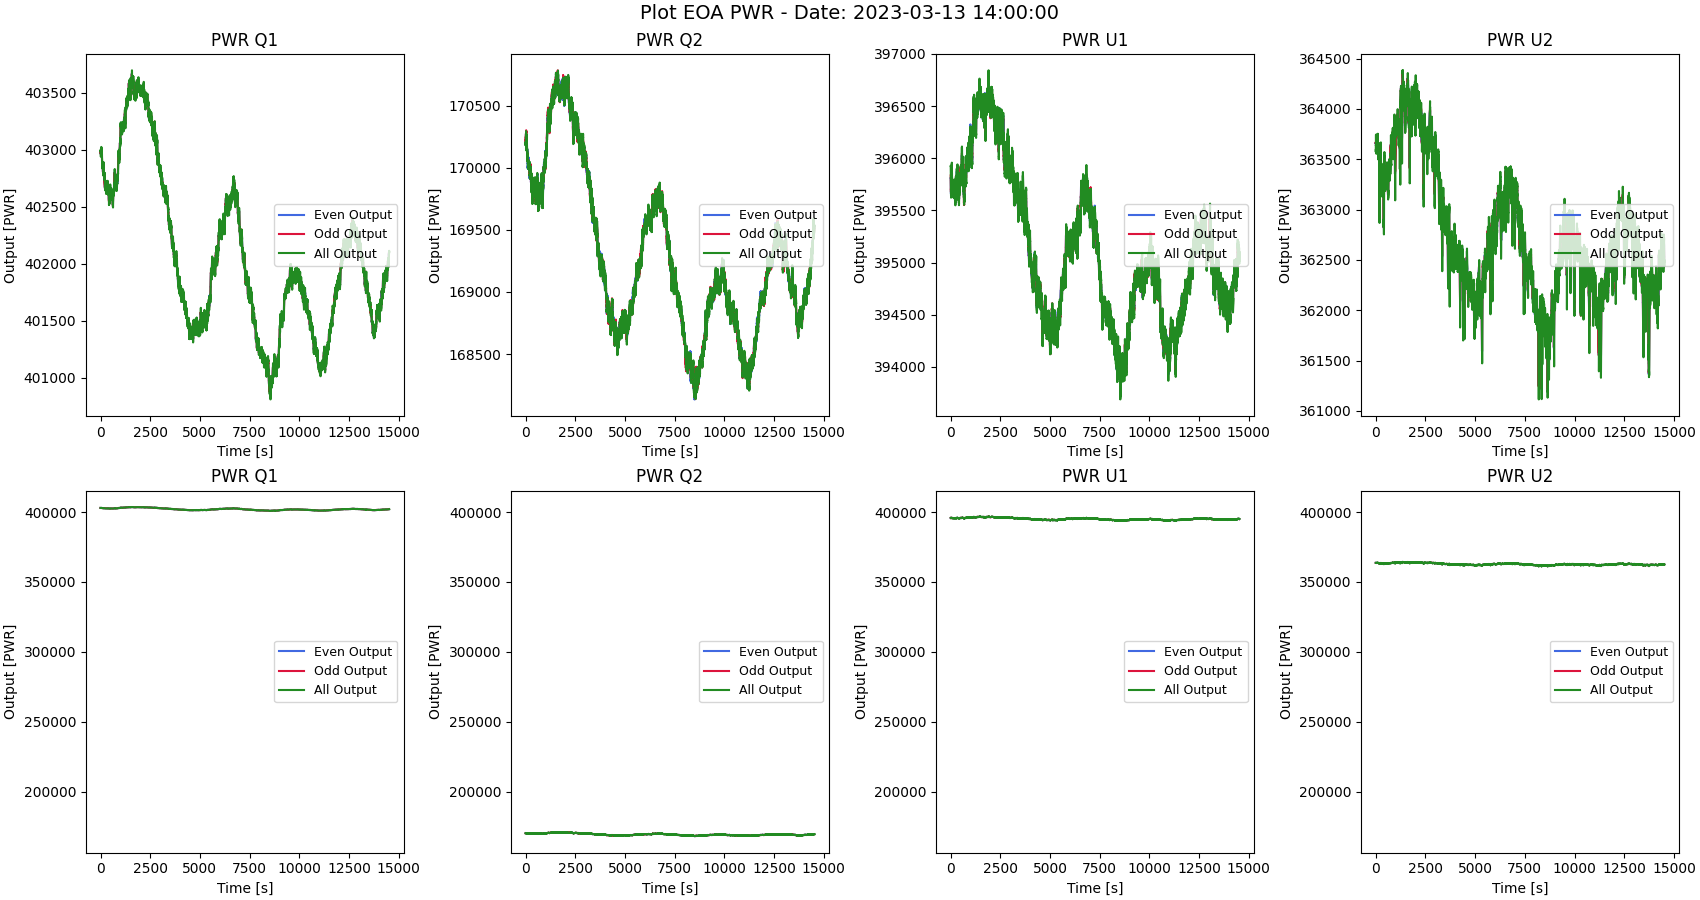 Plot EOA PWR - Date: 2023-03-13 14:00:00
PWR Q1
PWR Q2
PWR U1
PWR U2
Output [PWR]
403500
403000
402500
402000
401500
401000
Even Output
Odd Output
All Output
0 2500 5000 7500 10000 12500 15000
Time [s]
Output [PWR]
170500
170000
169500
169000
168500
Even Output
Odd Output
All Output
0 2500 5000 7500 10000 12500 15000
Time [s]
Output [PWR]
397000
396500
396000
395500
395000
394500
394000
Even Output
Odd Output
All Output
0 2500 5000 7500 10000 12500 15000
Time [s]
Output [PWR]
364500
364000
363500
363000
362500
362000
361500
361000
Even Output
Odd Output
All Output
0 2500 5000 7500 10000 12500 15000
Time [s]
PWR Q1
PWR Q2
PWR U1
PWR U2
Output [PWR]
400000
350000
300000
250000
200000
Even Output
Odd Output
All Output
0 2500 5000 7500 10000 12500 15000
Time [s]
Output [PWR]
400000
350000
300000
250000
200000
Even Output
Odd Output
All Output
0 2500 5000 7500 10000 12500 15000
Time [s]
Output [PWR]
400000
350000
300000
250000
200000
Even Output
Odd Output
All Output
0 2500 5000 7500 10000 12500 15000
Time [s]
Output [PWR]
400000
350000
300000
250000
200000
Even Output
Odd Output
All Output
0 2500 5000 7500 10000 12500 15000
Time [s]